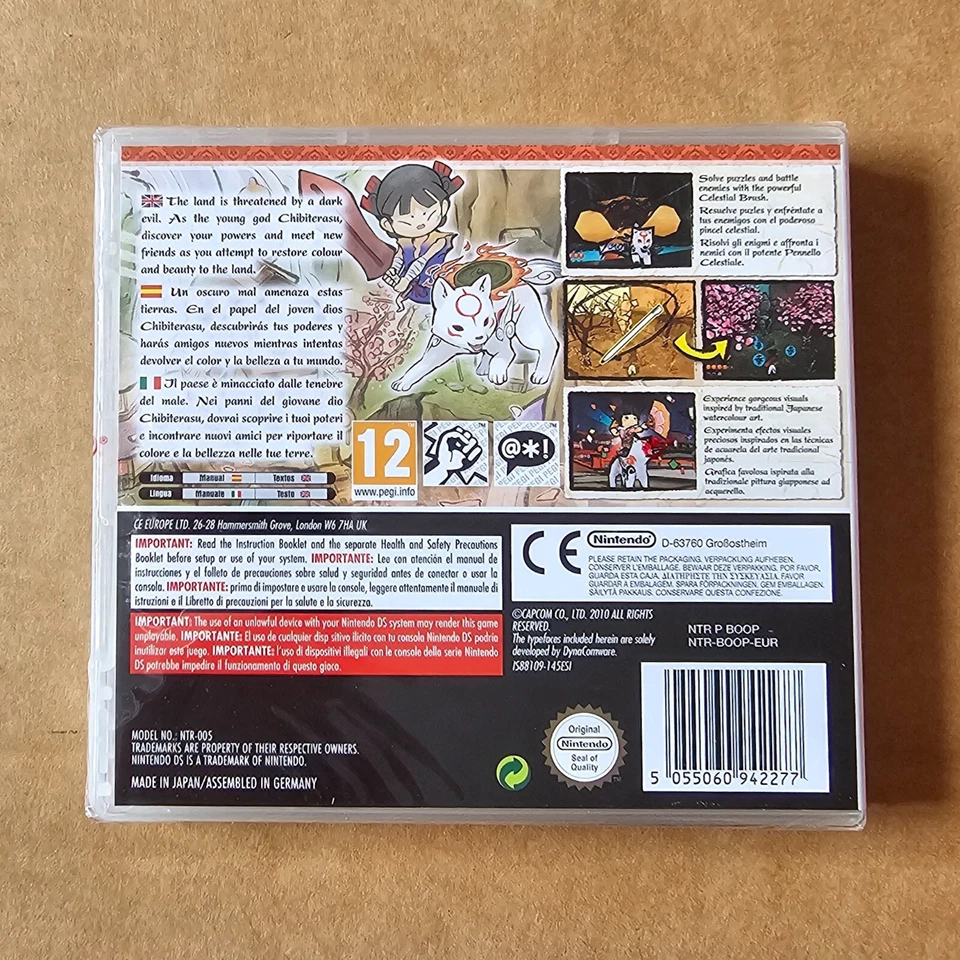 The land is threatened by a dark
evil. As the young god Chibiterasu,
discover your powers and meet new
friends as you attempt to restore colour
and beauty to the land.
Un oscuro mal amenaza estas
tierras. En el papel del joven dios
Chibiterasu, descubrirás tus poderes y
harás amigos nuevos mientras intentas
devolver el color y la belleza a tu mundo.
Il paese è minacciato dalle tenebre
del male. Nei panni del giovane dio
Chibiterasu, dovrai scoprire i tuoi poteri
e incontrare nuovi amici per riportare il
colore e la bellezza nelle tue terre.
Idioma Manual Textos
Lingua Manuale Testo
12
www.pegi.info
@*!
Solve puzzles and battle
enemies with the powerful
Celestial Brush.
Resuelve puzles y enfréntate a
tus enemigos con el poderoso
pincel celestial.
Risolvi gli enigmi e affronta i
nemici con il potente Pennello
Celestiale.
Experience gorgeous visuals
inspired by traditional Japanese
watercolour art.
Experimenta efectos visuales
preciosos inspirados en las técnicas
de acuarela del arte tradicional
japonés.
Grafica favolosa ispirata alla
tradizionale pittura giapponese ad
acquerello.
CE EUROPE LTD. 26-28 Hammersmith Grove, London W6 7HA UK
IMPORTANT: Read the Instruction Booklet and the separate Health and Safety Precautions
Booklet before setup or use of your system. IMPORTANTE: Lee con atención el manual de
instrucciones y el folleto de precauciones sobre salud y seguridad antes de conectar o usar la
consola. IMPORTANTE: prima di impostare e usare la console, leggere attentamente il manuale di
istruzioni e il Libretto di precauzioni per la salute e la sicurezza.
IMPORTANT: The use of an unlawful device with your Nintendo DS system may render this game
unplayable. IMPORTANTE: El uso de cualquier disp sitivo ilícito con tu consola Nintendo DS podría
inutilizar este juego. IMPORTANTE: l'uso di dispositivi illegali con le console della serie Nintendo
DS potrebbe impedire il funzionamento di questo gioco.
MODEL NO.: NTR-005
TRADEMARKS ARE PROPERTY OF THEIR RESPECTIVE OWNERS.
NINTENDO DS IS A TRADEMARK OF NINTENDO.
MADE IN JAPAN/ASSEMBLED IN GERMANY
CE
Nintendo D-63760 Großostheim
PLEASE RETAIN THE PACKAGING. VERPACKUNG AUFHEBEN.
CONSERVER L'EMBALLAGE. BEWAAR DEZE VERPAKKING. POR FAVOR,
GUARDA ESTA CAJA. ΔΙΑΤΗΡΗΣΤΕ ΤΗΝ ΣΥΣΚΕΥΑΣΙΑ. FAVOR
GUARDAR A EMBALAGEM. SPARA FÖRPACKNINGEN. GEM EMBALLAGEN.
SÄILYTÄ PAKKAUS. CONSERVARE QUESTA CONFEZIONE.
©CAPCOM CO., LTD. 2010 ALL RIGHTS
RESERVED.
The typefaces included herein are solely
developed by DynaComware.
IS88109-14SESI
NTR P BOOP
NTR-BOOP-EUR
Original
Nintendo
Seal of
Quality
5 055060 942277